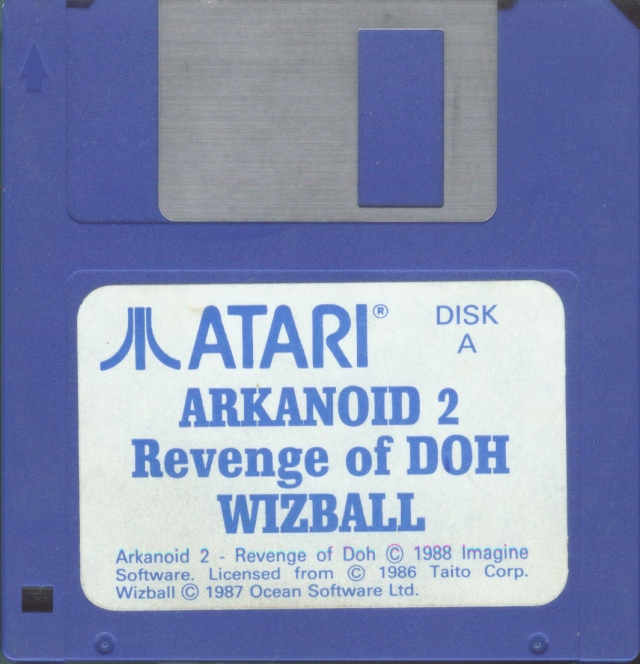 ATARI® DISK
A
ARKANOID 2
Revenge of DOH
WIZBALL
Arkanoid 2 - Revenge of Doh © 1988 Imagine
Software. Licensed from © 1986 Taito Corp.
Wizball © 1987 Ocean Software Ltd.